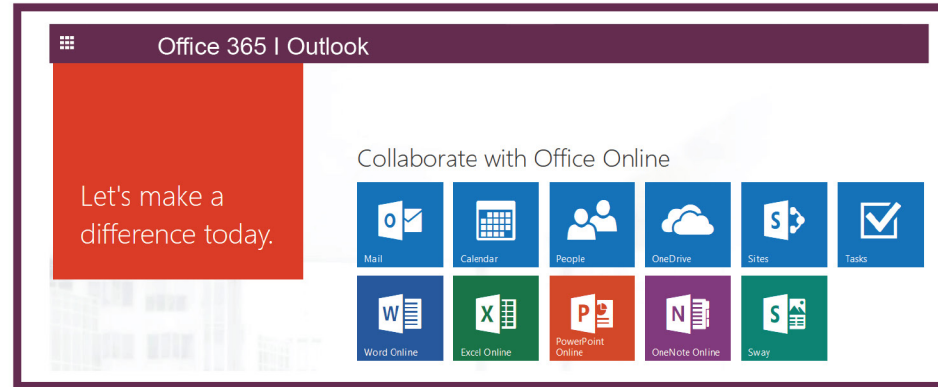 Office 365 I Outlook
Let's make a
difference today.
Collaborate with Office Online
O
Mail
Calendar
People
OneDrive
S
Sites
Tasks
W
Word Online
X
Excel Online
P
PowerPoint
Online
N
OneNote Online
S
Sway